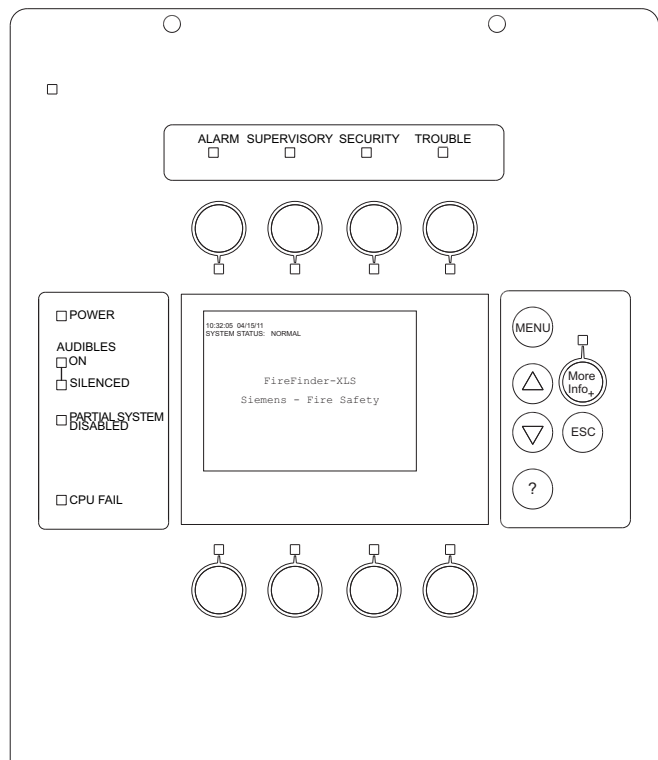 ALARM SUPERVISORY SECURITY TROUBLE
POWER
AUDIBLES
ON
SILENCED
PARTIAL SYSTEM
DISABLED
CPU FAIL
10:32:05 04/15/11
SYSTEM STATUS: NORMAL
FireFinder-XLS
Siemens - Fire Safety
MENU
More
Info+
ESC
?